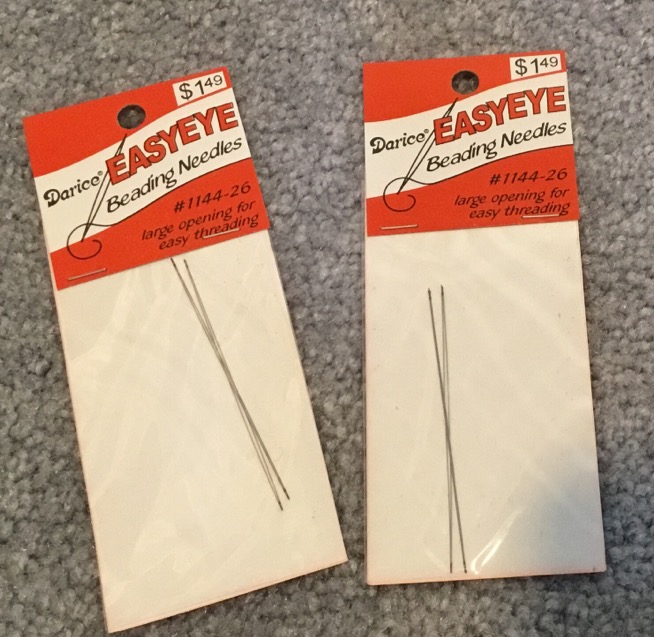 $1.49
Darice® EASYEYE
Beading Needles
#1144-26
large opening for
easy threading
$1.49
Darice® EASYEYE
Beading Needles
#1144-26
large opening for
easy threading